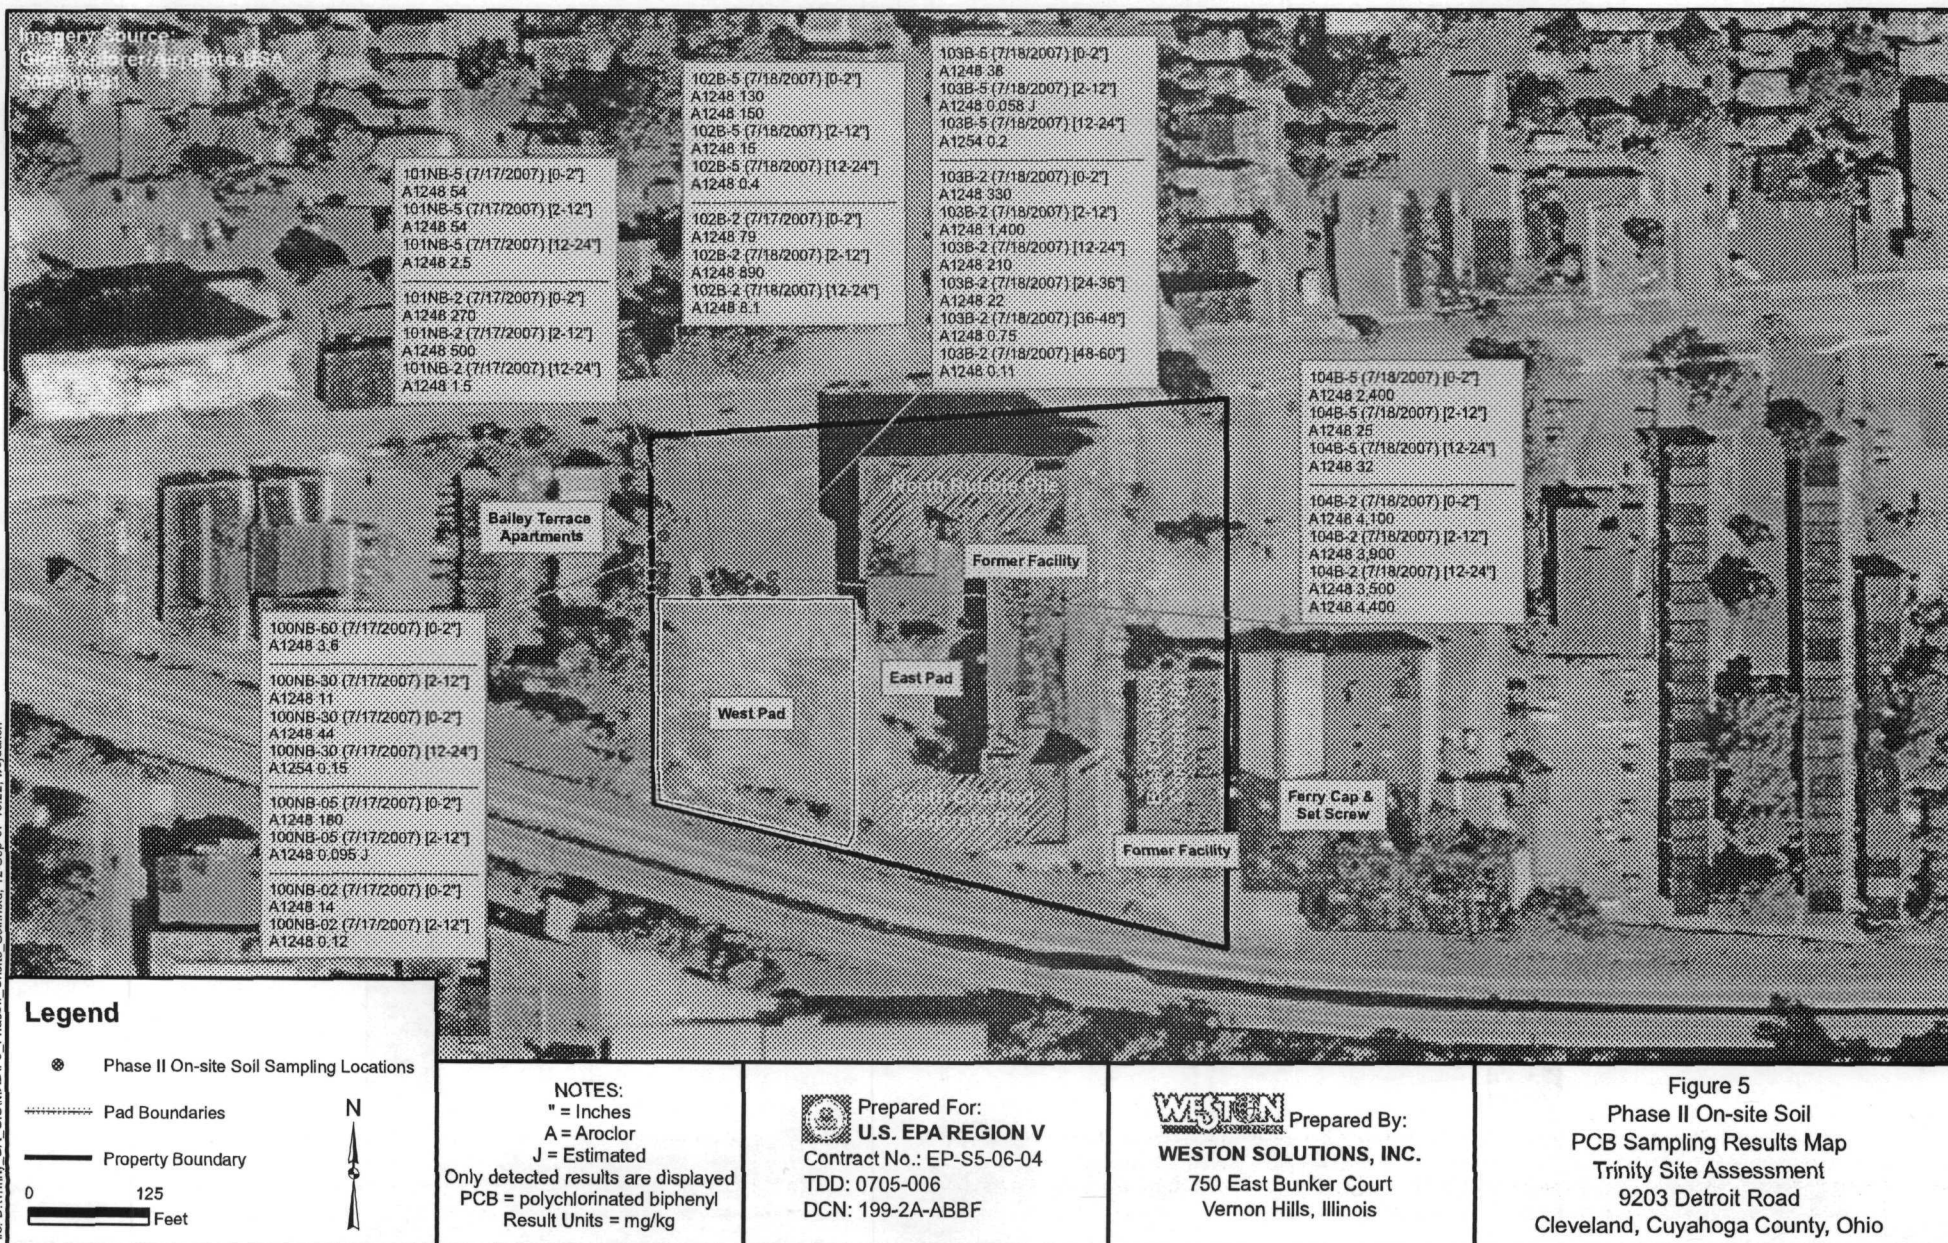 Imagery Source:
GlobeXplorer/Airphoto USA
101NB-5 (7/17/2007) [0-2"]
A1248 54
101NB-5 (7/17/2007) [2-12"]
A1248 54
101NB-5 (7/17/2007) [12-24"]
A1248 2.5
101NB-2 (7/17/2007) [0-2"]
A1248 270
101NB-2 (7/17/2007) [2-12"]
A1248 500
101NB-2 (7/17/2007) [12-24"]
A1248 1.5
102B-5 (7/18/2007) [0-2"]
A1248 130
A1248 150
102B-5 (7/18/2007) [2-12"]
A1248 15
102B-5 (7/18/2007) [12-24"]
A1248 0.4
102B-2 (7/17/2007) [0-2"]
A1248 79
102B-2 (7/18/2007) [2-12"]
A1248 890
102B-2 (7/18/2007) [12-24"]
A1248 6.1
103B-5 (7/18/2007) [0-2"]
A1248 38
103B-5 (7/18/2007) [2-12"]
A1248 0.058 J
103B-5 (7/18/2007) [12-24"]
A1254 0.2
103B-2 (7/18/2007) [0-2"]
A1248 330
103B-2 (7/18/2007) [2-12"]
A1248 1,400
103B-2 (7/18/2007) [12-24"]
A1248 210
103B-2 (7/18/2007) [24-36"]
A1248 22
103B-2 (7/18/2007) [36-48"]
A1248 0.75
103B-2 (7/18/2007) [48-60"]
A1248 0.11
104B-5 (7/18/2007) [0-2"]
A1248 2,400
104B-5 (7/18/2007) [2-12"]
A1248 25
104B-5 (7/18/2007) [12-24"]
A1248 32
104B-2 (7/18/2007) [0-2"]
A1248 4,100
104B-2 (7/18/2007) [2-12"]
A1248 3,900
104B-2 (7/18/2007) [12-24"]
A1248 3,500
A1248 4,400
North Rubble Pile
Bailey Terrace
Apartments
Former Facility
East Pad
West Pad
South Crushed
Concrete Pile
Ferry Cap &
Set Screw
Former Facility
100NB-60 (7/17/2007) [0-2"]
A1248 3.6
100NB-30 (7/17/2007) [2-12"]
A1248 11
100NB-30 (7/17/2007) [0-2"]
A1248 44
100NB-30 (7/17/2007) [12-24"]
A1254 0.15
100NB-05 (7/17/2007) [0-2"]
A1248 180
100NB-05 (7/17/2007) [2-12"]
A1248 0.095 J
100NB-02 (7/17/2007) [0-2"]
A1248 14
100NB-02 (7/17/2007) [2-12"]
A1248 0.12
Legend
Phase II On-site Soil Sampling Locations
Pad Boundaries
Property Boundary
N
0 125
Feet
NOTES:
" = Inches
A = Aroclor
J = Estimated
Only detected results are displayed
PCB = polychlorinated biphenyl
Result Units = mg/kg
Prepared For:
U.S. EPA REGION V
Contract No.: EP-S5-06-04
TDD: 0705-006
DCN: 199-2A-ABBF
WESTON
Prepared By:
WESTON SOLUTIONS, INC.
750 East Bunker Court
Vernon Hills, Illinois
Figure 5
Phase II On-site Soil
PCB Sampling Results Map
Trinity Site Assessment
9203 Detroit Road
Cleveland, Cuyahoga County, Ohio